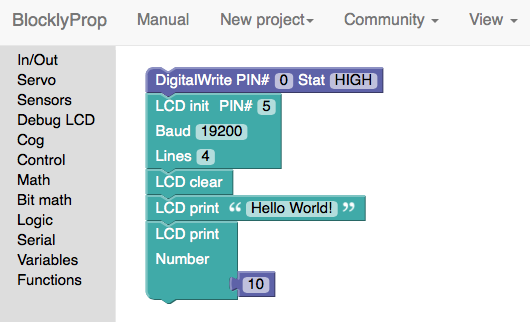 BlocklyProp Manual New project Community View
In/Out
Servo
Sensors
Debug LCD
Cog
Control
Math
Bit math
Logic
Serial
Variables
Functions
DigitalWrite PIN# 0 Stat HIGH
LCD init PIN# 5
Baud 19200
Lines 4
LCD clear
LCD print “ Hello World! ”
LCD print
Number
10